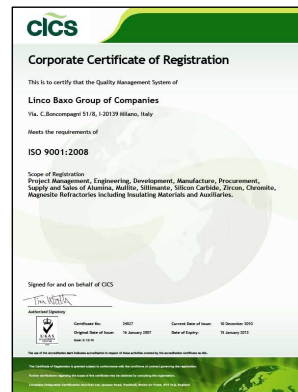 cics
Corporate Certificate of Registration
This is to certify that the Quality Management System of
Linco Baxo Group of Companies
Via. C.Boncompagni 51/8, I-20139 Milano, Italy
Meets the requirements of
ISO 9001:2008
Scope of Registration
Project Management, Engineering, Development, Manufacture, Procurement,
Supply and Sales of Alumina, Mullite, Sillimanite, Silicon Carbide, Zircon, Chromite,
Magnesite Refractories including Insulating Materials and Auxiliaries.
Signed for and on behalf of CICS
Authorised Signatory
UKAS
Certificate No:
Current Date of Issue: 10 December 2010
Original Date of Issue: 16 January 2007
Date of Expiry: 15 January 2013